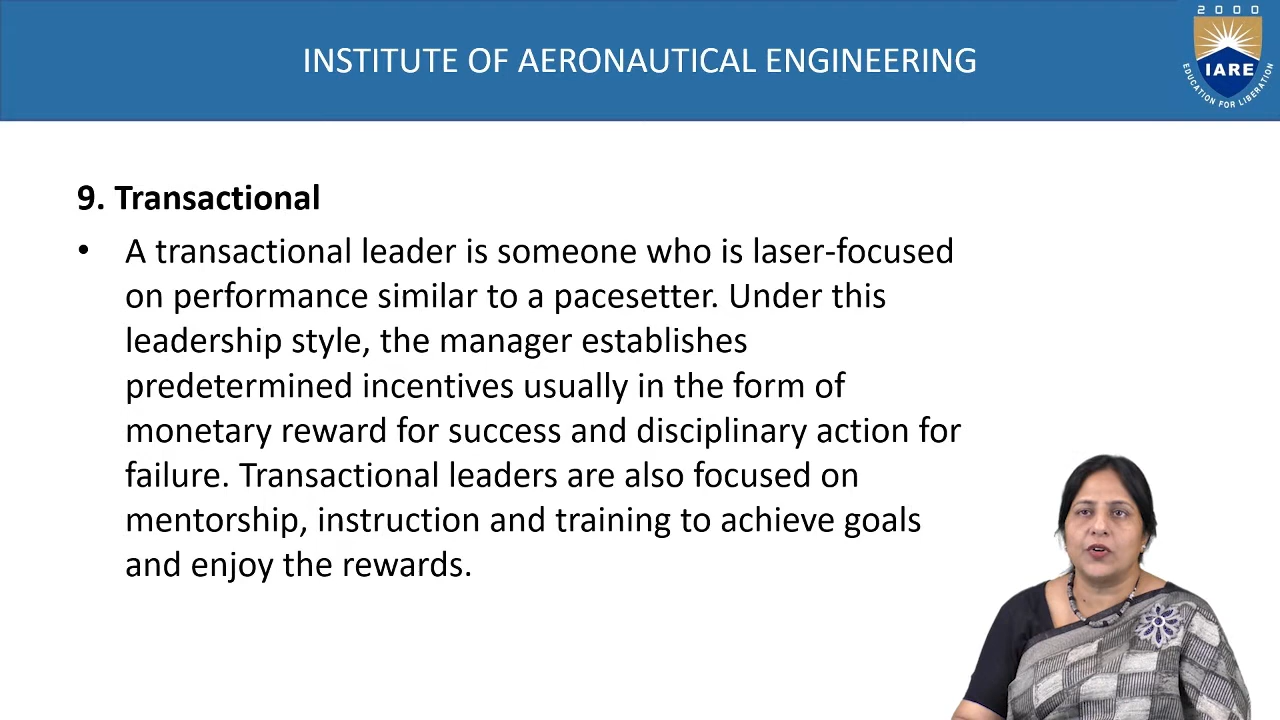 INSTITUTE OF AERONAUTICAL ENGINEERING
2000
IARE
EDUCATION FOR LIBERATION
9. Transactional
• A transactional leader is someone who is laser-focused
on performance similar to a pacesetter. Under this
leadership style, the manager establishes
predetermined incentives usually in the form of
monetary reward for success and disciplinary action for
failure. Transactional leaders are also focused on
mentorship, instruction and training to achieve goals
and enjoy the rewards.